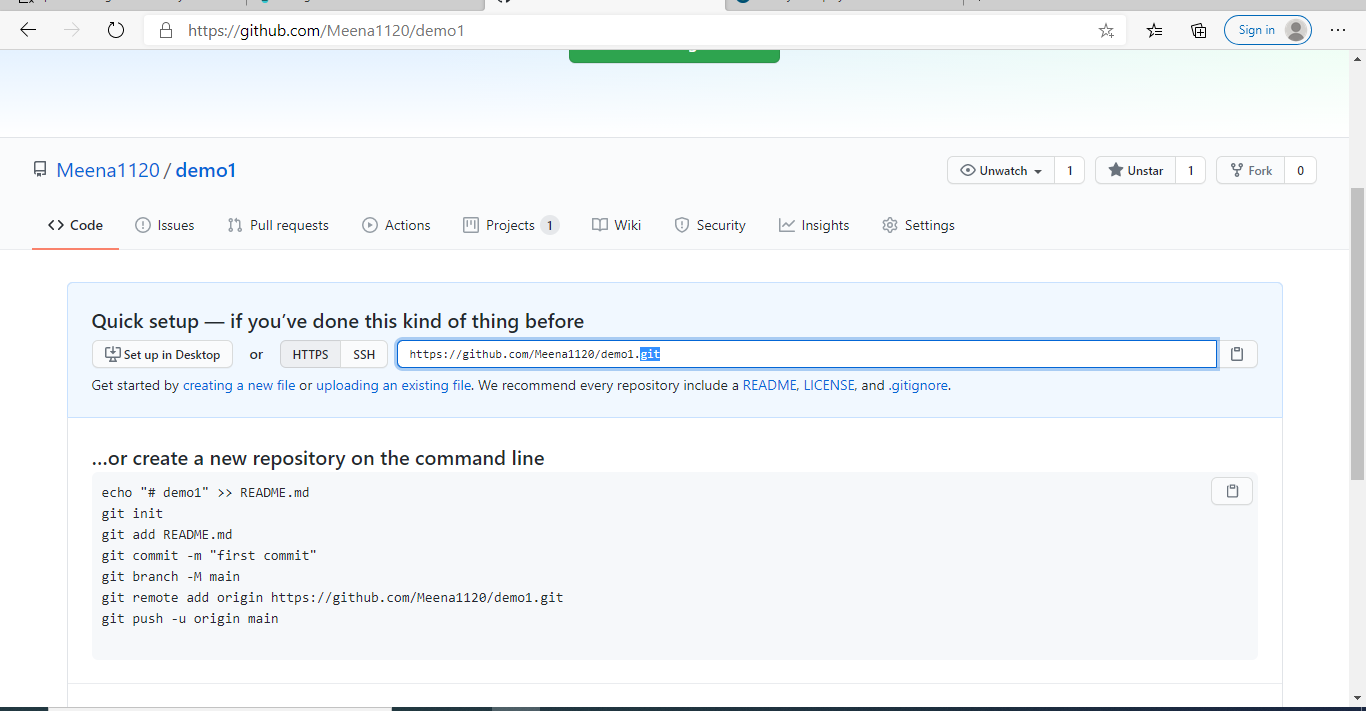 https://github.com/Meena1120/demo1
Sign in
Meena1120 / demo1
Unwatch 1
Unstar 1
Fork 0
Code Issues Pull requests Actions Projects 1 Wiki Security Insights Settings
Quick setup — if you’ve done this kind of thing before
Set up in Desktop or HTTPS SSH https://github.com/Meena1120/demo1.git
Get started by creating a new file or uploading an existing file. We recommend every repository include a README, LICENSE, and .gitignore.
…or create a new repository on the command line
echo "# demo1" >> README.md
git init
git add README.md
git commit -m "first commit"
git branch -M main
git remote add origin https://github.com/Meena1120/demo1.git
git push -u origin main